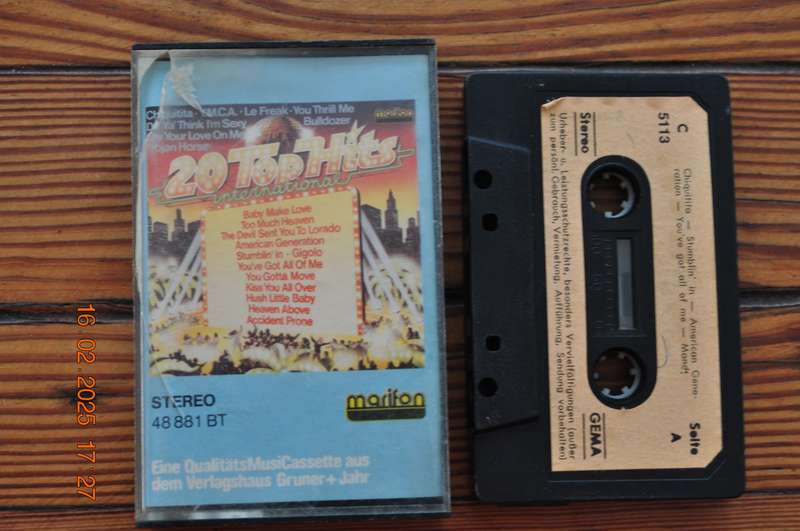 Chiquitita · Y.M.C.A. · Le Freak · You Thrill Me
Ya Think I'm Sexy Bulldozer
Your Love On Me
Trojan Horse
marifon
20 Top Hits
international
Baby Make Love
Too Much Heaven
The Devil Sent You To Lorado
American Generation
Stumblin' in - Gigolo
You've Got All Of Me
You Gotta Move
Kiss You All Over
Hush Little Baby
Heaven Above
Accident Prone
STEREO
48 881 BT
marifon
Eine QualitätsMusiCassette aus
dem Verlagshaus Gruner + Jahr
C
5113
Stereo
Chiquitita — Stumblin' in — American Gene-
ration — You've got all of me — Mandy
Seite
A
GEMA
Urheber- u. Leistungsschutzrechte, besonders Vervielfältigungen (außer
zum persönl. Gebrauch, Vermietung, Aufführung, Sendung vorbehalten)
16.02.2025 17:27